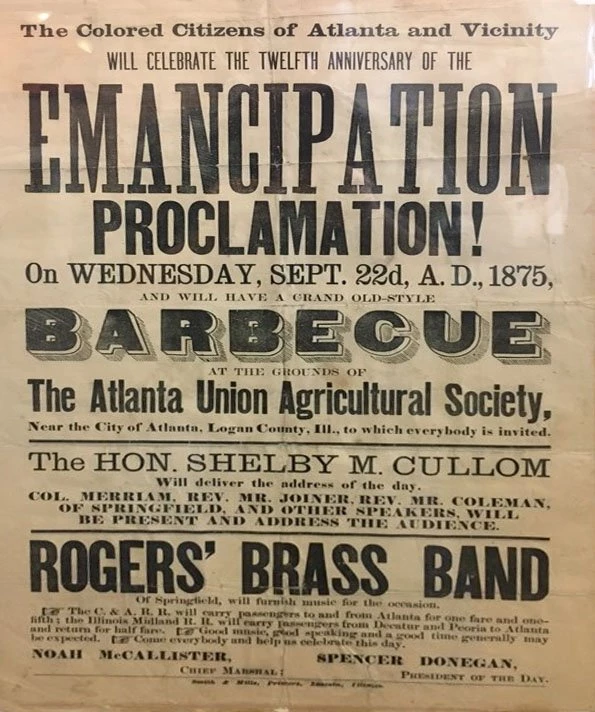 The Colored Citizens of Atlanta and Vicinity
WILL CELEBRATE THE TWELFTH ANNIVERSARY OF THE
EMANCIPATION
PROCLAMATION!
On WEDNESDAY, SEPT. 22d, A. D., 1875,
AND WILL HAVE A GRAND OLD-STYLE
BARBECUE
AT THE GROUNDS OF
The Atlanta Union Agricultural Society,
Near the City of Atlanta, Logan County, Ill., to which everybody is invited.
The HON. SHELBY M. CULLOM
Will deliver the address of the day.
COL. MERRIAM, REV. MR. JOINER, REV. MR. COLEMAN,
OF SPRINGFIELD, AND OTHER SPEAKERS, WILL
BE PRESENT AND ADDRESS THE AUDIENCE.
ROGERS' BRASS BAND
Of Springfield, will furnish music for the occasion.
☞ The C. & A. R. R. will carry passengers to and from Atlanta for one fare and one-
fifth; the Illinois Midland R. R. will carry passengers from Decatur and Peoria to Atlanta
and return for half fare. ☞ Good music, good speaking and a good time generally may
be expected. ☞ Come everybody and help us celebrate this day.
NOAH McCALLISTER,
CHIEF MARSHAL;
SPENCER DONEGAN,
PRESIDENT OF THE DAY.
Smith & Mills, Printers, Lincoln, Illinois.